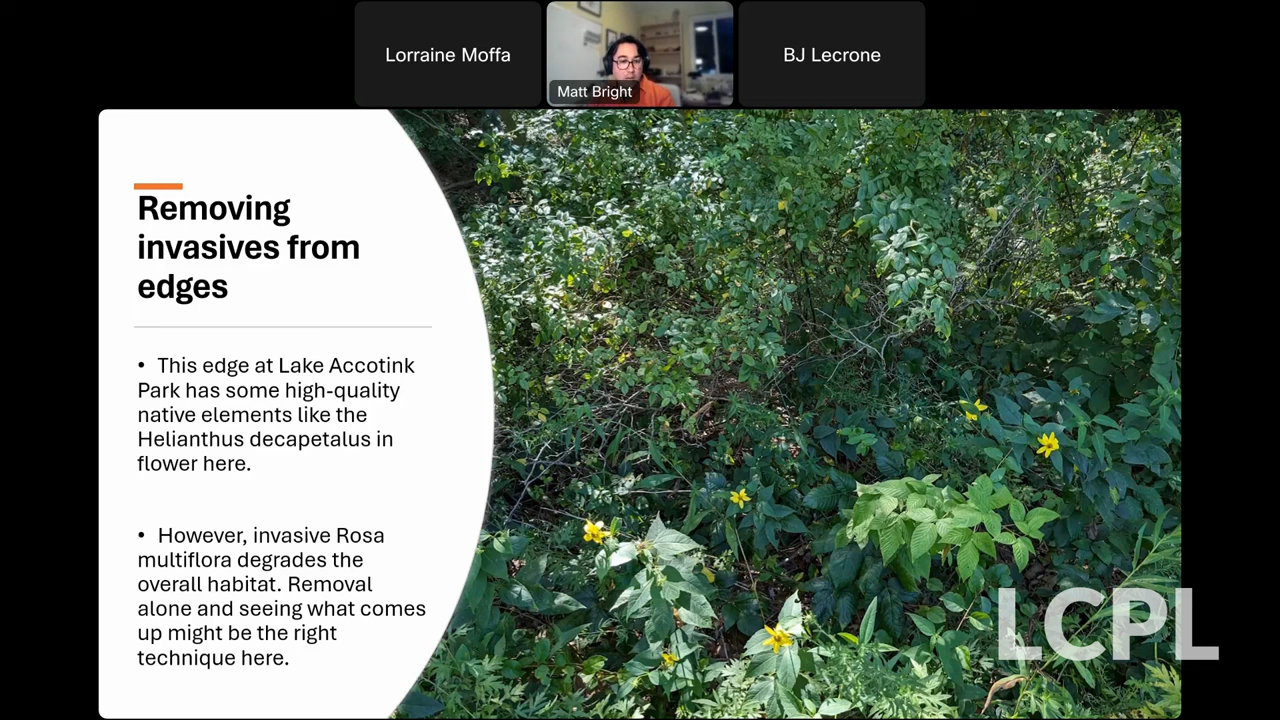 Lorraine Moffa
Matt Bright
BJ Lecrone
Removing
invasives from
edges
• This edge at Lake Accotink
Park has some high-quality
native elements like the
Helianthus decapetalus in
flower here.
• However, invasive Rosa
multiflora degrades the
overall habitat. Removal
alone and seeing what comes
up might be the right
technique here.
LCPL